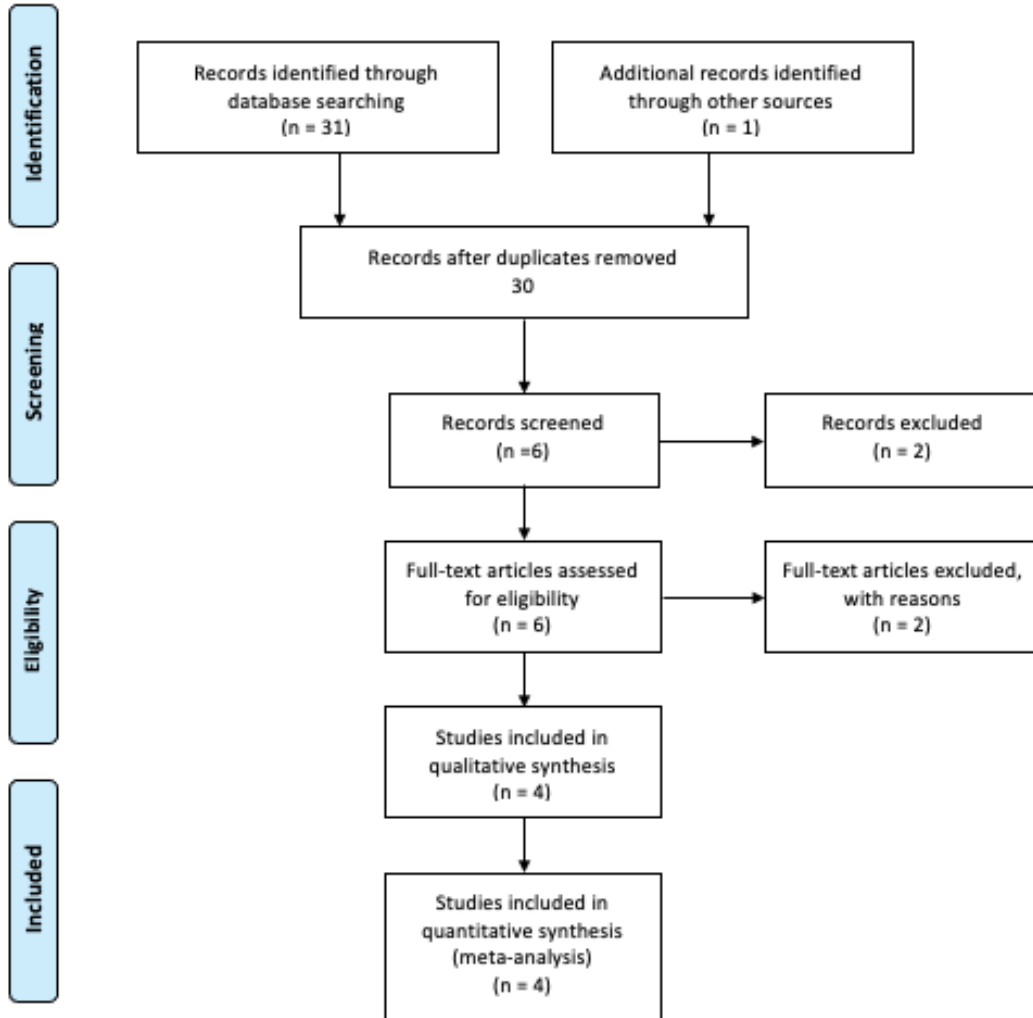 Identification
Records identified through
database searching
(n = 31)
Additional records identified
through other sources
(n = 1)
Records after duplicates removed
30
Screening
Records screened
(n =6)
Records excluded
(n = 2)
Eligibility
Full-text articles assessed
for eligibility
(n = 6)
Full-text articles excluded,
with reasons
(n = 2)
Studies included in
qualitative synthesis
(n = 4)
Included
Studies included in
quantitative synthesis
(meta-analysis)
(n = 4)